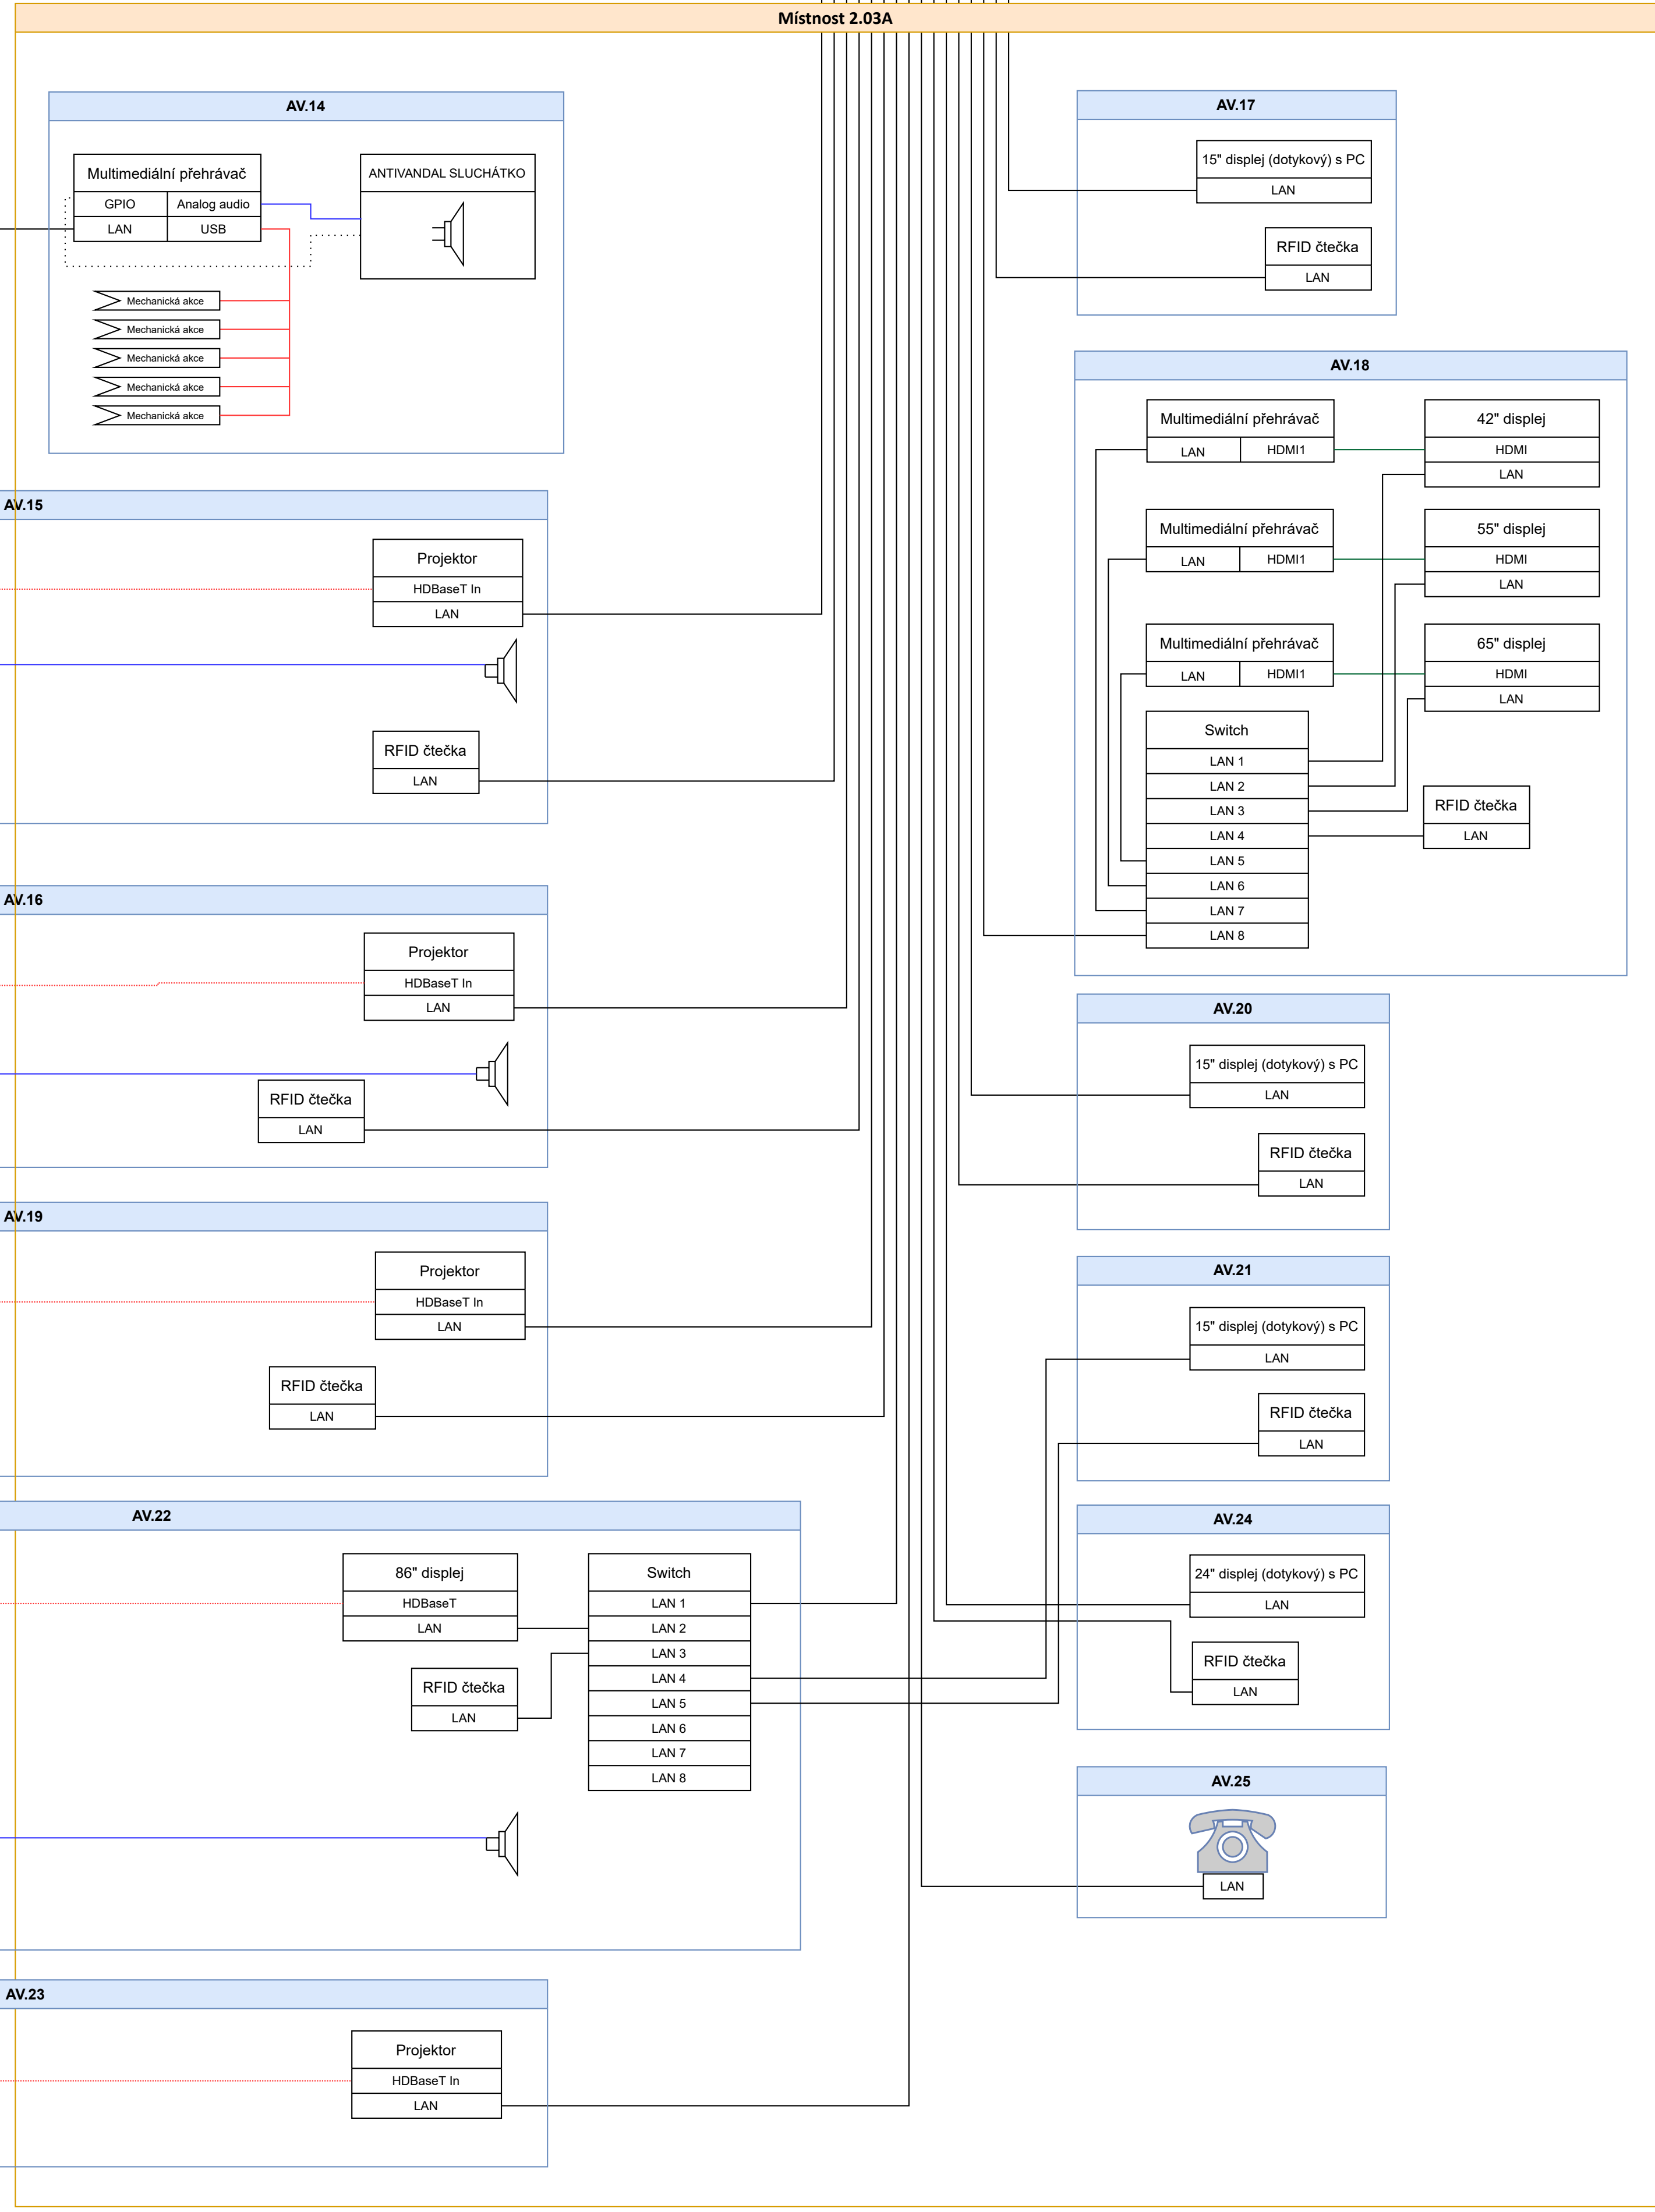 Místnost 2.03A
AV.14
Multimediální přehrávač
GPIO
Analog audio
LAN
USB
ANTIVANDAL SLUCHÁTKO
Mechanická akce
Mechanická akce
Mechanická akce
Mechanická akce
Mechanická akce
AV.15
Projektor
HDBaseT In
LAN
RFID čtečka
LAN
AV.16
Projektor
HDBaseT In
LAN
RFID čtečka
LAN
AV.19
Projektor
HDBaseT In
LAN
RFID čtečka
LAN
AV.22
86" displej
HDBaseT
LAN
RFID čtečka
LAN
Switch
LAN 1
LAN 2
LAN 3
LAN 4
LAN 5
LAN 6
LAN 7
LAN 8
AV.23
Projektor
HDBaseT In
LAN
AV.17
15" displej (dotykový) s PC
LAN
RFID čtečka
LAN
AV.18
Multimediální přehrávač
LAN
HDMI1
42" displej
HDMI
LAN
Multimediální přehrávač
LAN
HDMI1
55" displej
HDMI
LAN
Multimediální přehrávač
LAN
HDMI1
65" displej
HDMI
LAN
Switch
LAN 1
LAN 2
LAN 3
LAN 4
LAN 5
LAN 6
LAN 7
LAN 8
RFID čtečka
LAN
AV.20
15" displej (dotykový) s PC
LAN
RFID čtečka
LAN
AV.21
15" displej (dotykový) s PC
LAN
RFID čtečka
LAN
AV.24
24" displej (dotykový) s PC
LAN
RFID čtečka
LAN
AV.25
LAN